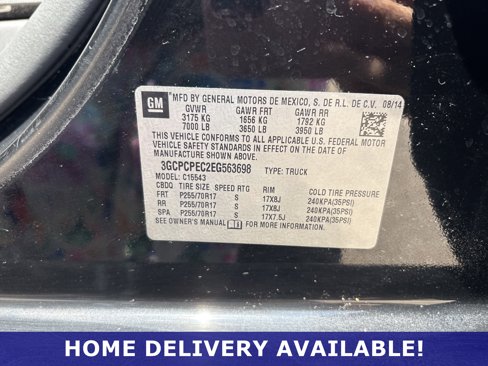 GM
MFD BY GENERAL MOTORS DE MEXICO, S. DE R.L. DE C.V. 08/14
GVWR GAWR FRT GAWR RR
3175 KG 1656 KG 1792 KG
7000 LB 3650 LB 3950 LB
THIS VEHICLE CONFORMS TO ALL APPLICABLE U.S. FEDERAL MOTOR
VEHICLE SAFETY, BUMPER, AND THEFT PREVENTION STANDARDS IN EFFECT ON THE DATE OF
MANUFACTURE SHOWN ABOVE.
3GCPCPEC2EG563698 TYPE: TRUCK
MODEL: C15543
CBDQ TIRE SIZE SPEED RTG RIM COLD TIRE PRESSURE
FRT P255/70R17 S 17X8J 240KPA(35PSI)
RR P255/70R17 S 17X8J 240KPA(35PSI)
SPA P255/70R17 S 17X7.5J 240KPA(35PSI)
SEE OWNER'S MANUAL FOR MORE INFORMATION.
HOME DELIVERY AVAILABLE!